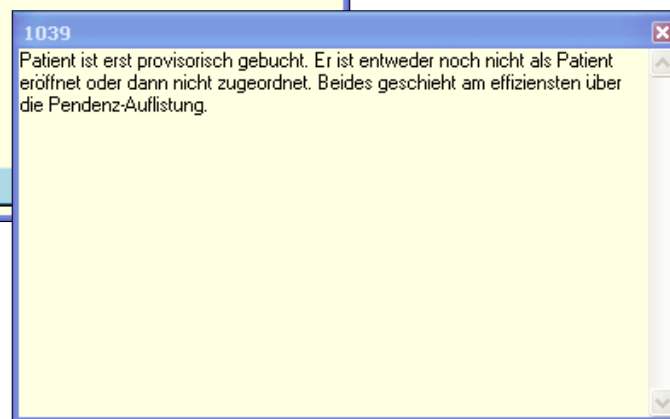 1039
Patient ist erst provisorisch gebucht. Er ist entweder noch nicht als Patient
eröffnet oder dann nicht zugeordnet. Beides geschieht am effiziensten über
die Pendenz-Auflistung.